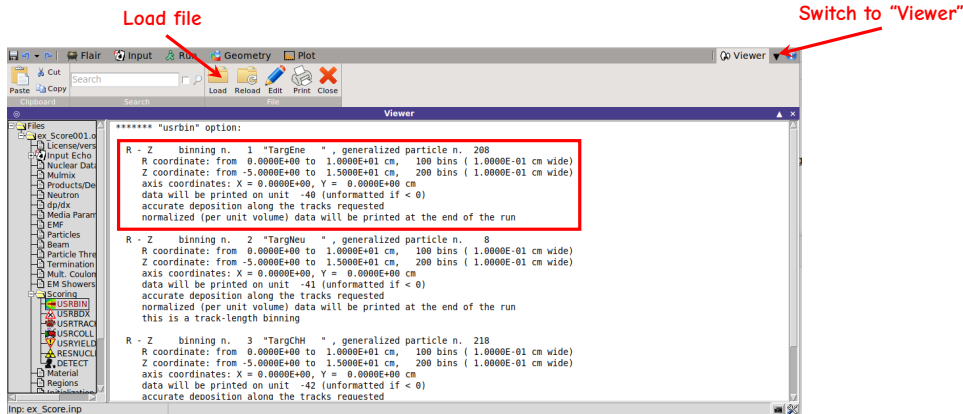 Load file
Switch to “Viewer”
Flair Input Run Geometry Plot Viewer
Cut
Copy
Paste
Search
Load Reload Edit Print Close
Clipboard Search File
Viewer
Files
ex_Score001.o
License/vers
Input Echo
Nuclear Data
Mulmix
Products/De
Neutron
dp/dx
Media Param
EMF
Particles
Beam
Particle Thre
Termination
Mult. Coulon
EM Showers
Scoring
USRBIN
USRBDX
USRTRACK
USRCOLL
USRYIELD
RESNUCLI
DETECT
Material
Regions
Initialization
******* "usrbin" option:
R - Z binning n. 1 "TargEne " , generalized particle n. 208
R coordinate: from 0.0000E+00 to 1.0000E+01 cm, 100 bins ( 1.0000E-01 cm wide)
Z coordinate: from -5.0000E+00 to 1.5000E+01 cm, 200 bins ( 1.0000E-01 cm wide)
axis coordinates: X = 0.0000E+00, Y = 0.0000E+00 cm
data will be printed on unit -40 (unformatted if < 0)
accurate deposition along the tracks requested
normalized (per unit volume) data will be printed at the end of the run
R - Z binning n. 2 "TargNeu " , generalized particle n. 8
R coordinate: from 0.0000E+00 to 1.0000E+01 cm, 100 bins ( 1.0000E-01 cm wide)
Z coordinate: from -5.0000E+00 to 1.5000E+01 cm, 200 bins ( 1.0000E-01 cm wide)
axis coordinates: X = 0.0000E+00, Y = 0.0000E+00 cm
data will be printed on unit -41 (unformatted if < 0)
accurate deposition along the tracks requested
normalized (per unit volume) data will be printed at the end of the run
this is a track-length binning
R - Z binning n. 3 "TargChH " , generalized particle n. 218
R coordinate: from 0.0000E+00 to 1.0000E+01 cm, 100 bins ( 1.0000E-01 cm wide)
Z coordinate: from -5.0000E+00 to 1.5000E+01 cm, 200 bins ( 1.0000E-01 cm wide)
axis coordinates: X = 0.0000E+00, Y = 0.0000E+00 cm
data will be printed on unit -42 (unformatted if < 0)
accurate deposition along the tracks requested
Inp: ex_Score.inp